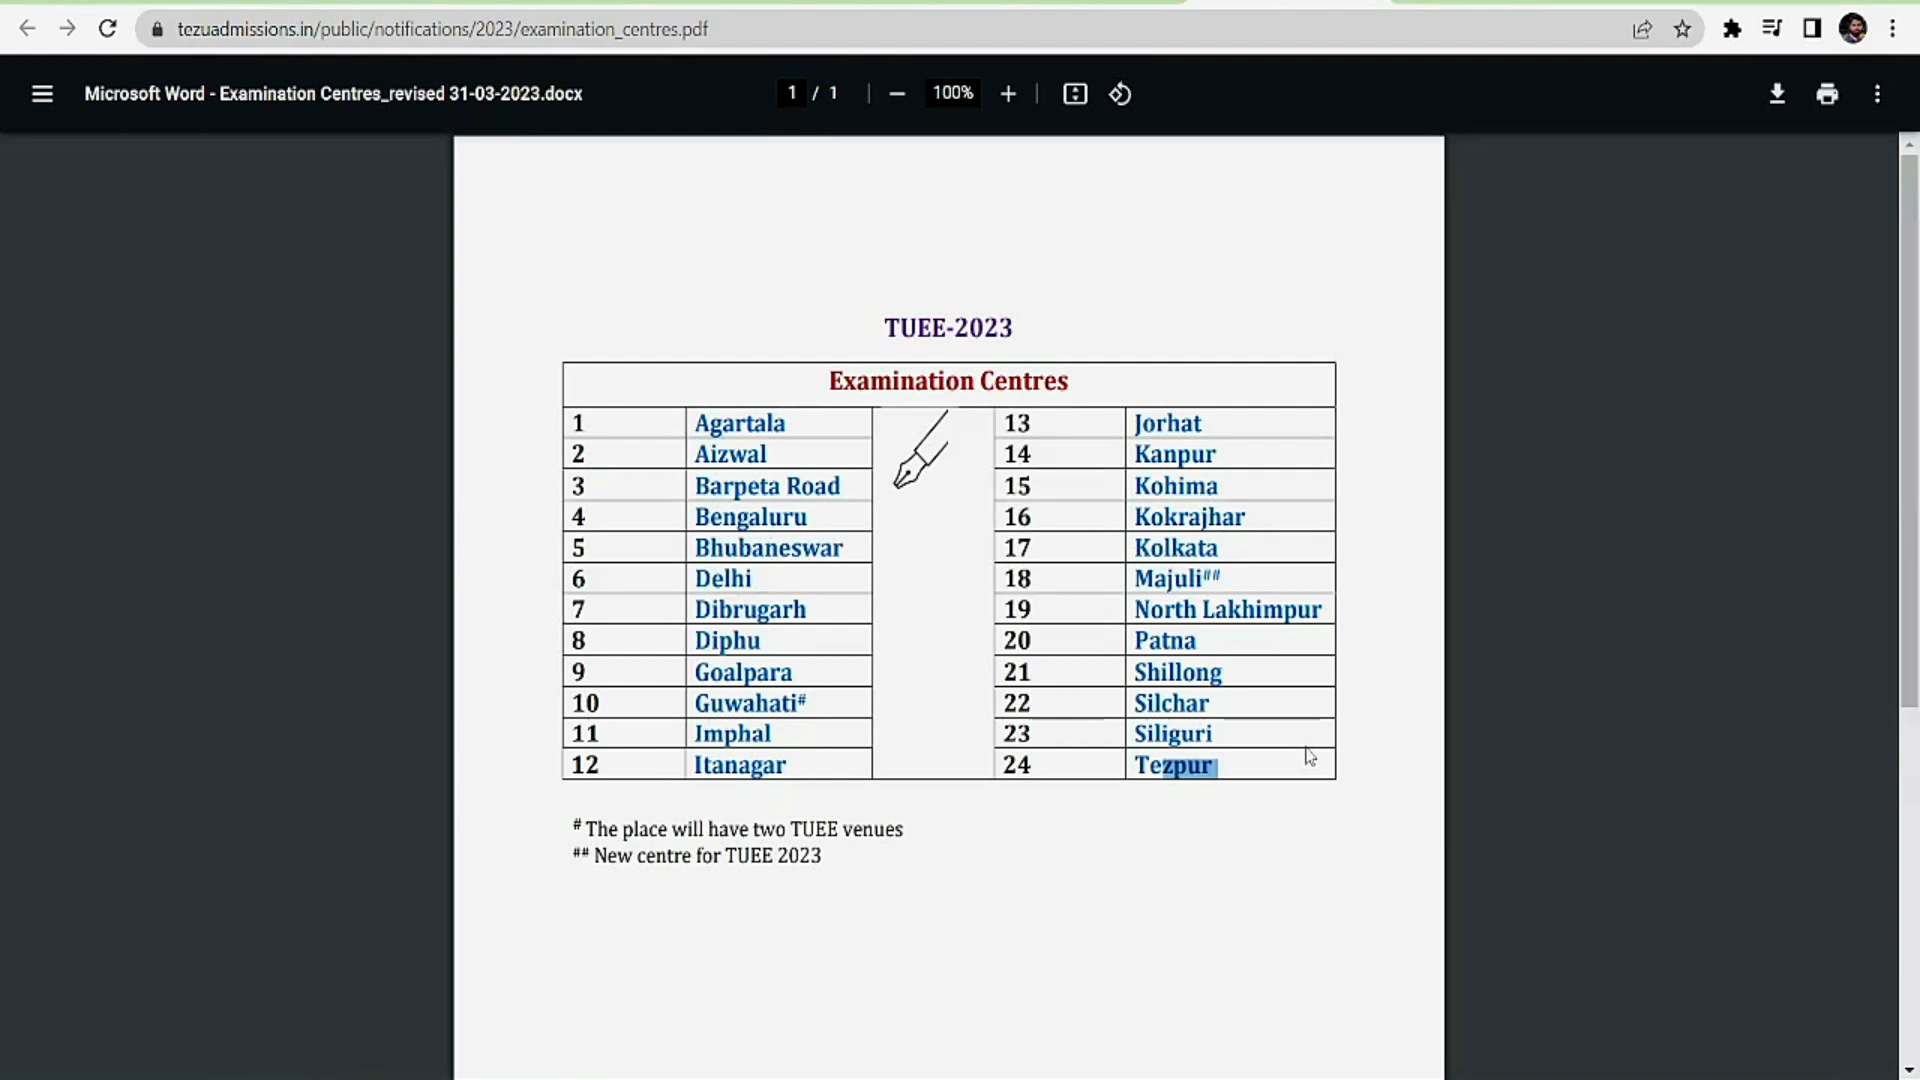 tezuadmissions.in/public/notifications/2023/examination_centres.pdf
Microsoft Word - Examination Centres_revised 31-03-2023.docx
1 / 1
100%
TUEE-2023
Examination Centres
1 Agartala 13 Jorhat
2 Aizwal 14 Kanpur
3 Barpeta Road 15 Kohima
4 Bengaluru 16 Kokrajhar
5 Bhubaneswar 17 Kolkata
6 Delhi 18 Majuli##
7 Dibrugarh 19 North Lakhimpur
8 Diphu 20 Patna
9 Goalpara 21 Shillong
10 Guwahati# 22 Silchar
11 Imphal 23 Siliguri
12 Itanagar 24 Tezpur
# The place will have two TUEE venues
## New centre for TUEE 2023